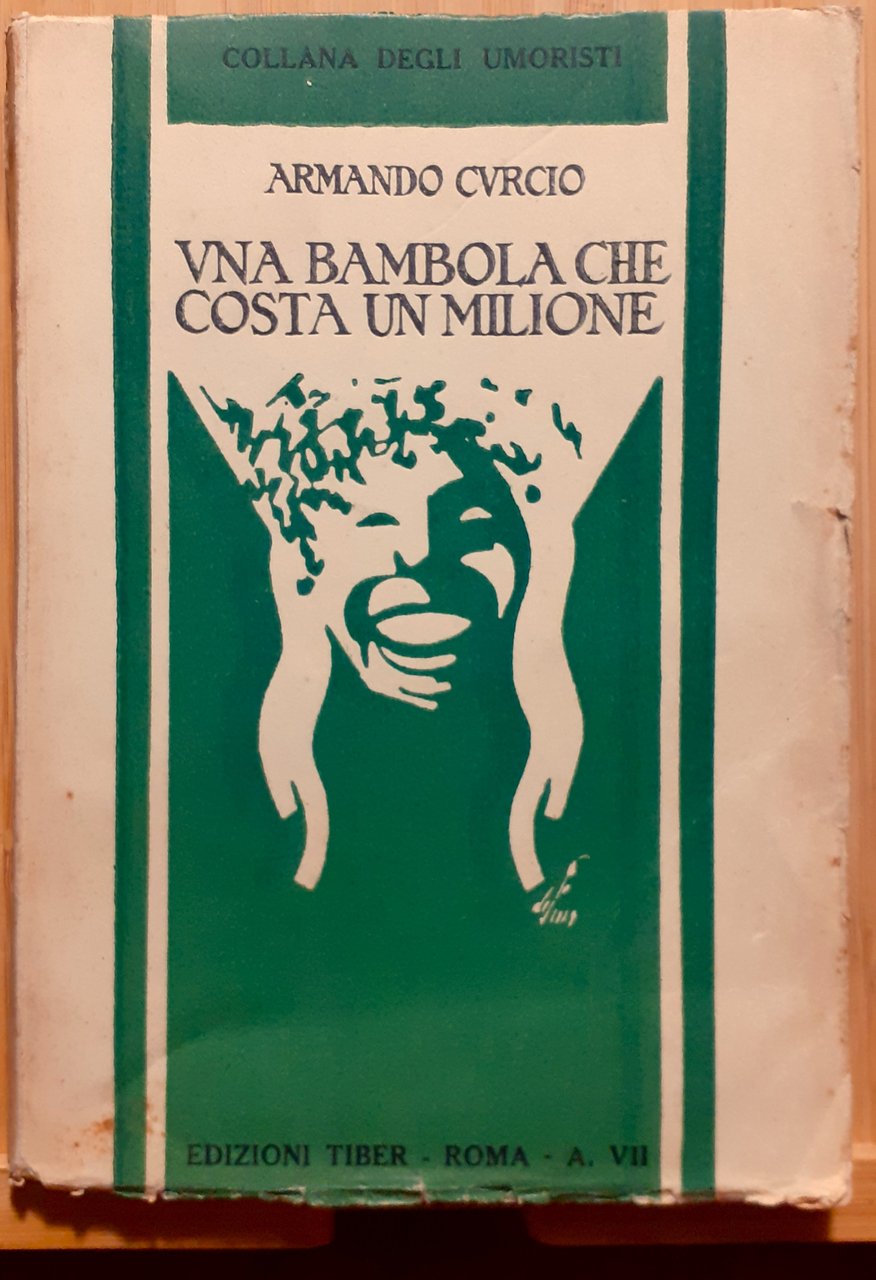 COLLANA DEGLI UMORISTI
ARMANDO CVRCIO
VNA BAMBOLA CHE
COSTA UN MILIONE
EDIZIONI TIBER - ROMA - A. VII